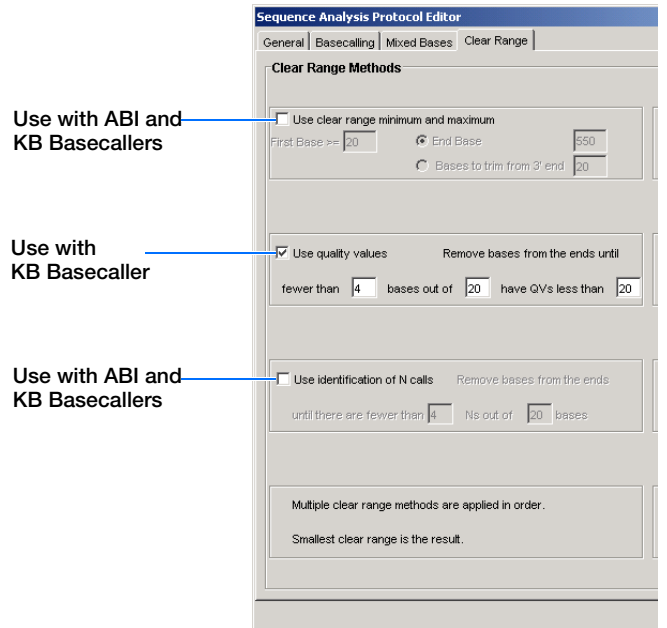 Sequence Analysis Protocol Editor
General Basecalling Mixed Bases Clear Range
Clear Range Methods
Use with ABI and
KB Basecallers
Use clear range minimum and maximum
First Base >= 20 End Base 550
Bases to trim from 3' end 20
Use with
KB Basecaller
Use quality values Remove bases from the ends until
fewer than 4 bases out of 20 have QVs less than 20
Use with ABI and
KB Basecallers
Use identification of N calls Remove bases from the ends
until there are fewer than 4 Ns out of 20 bases
Multiple clear range methods are applied in order.
Smallest clear range is the result.